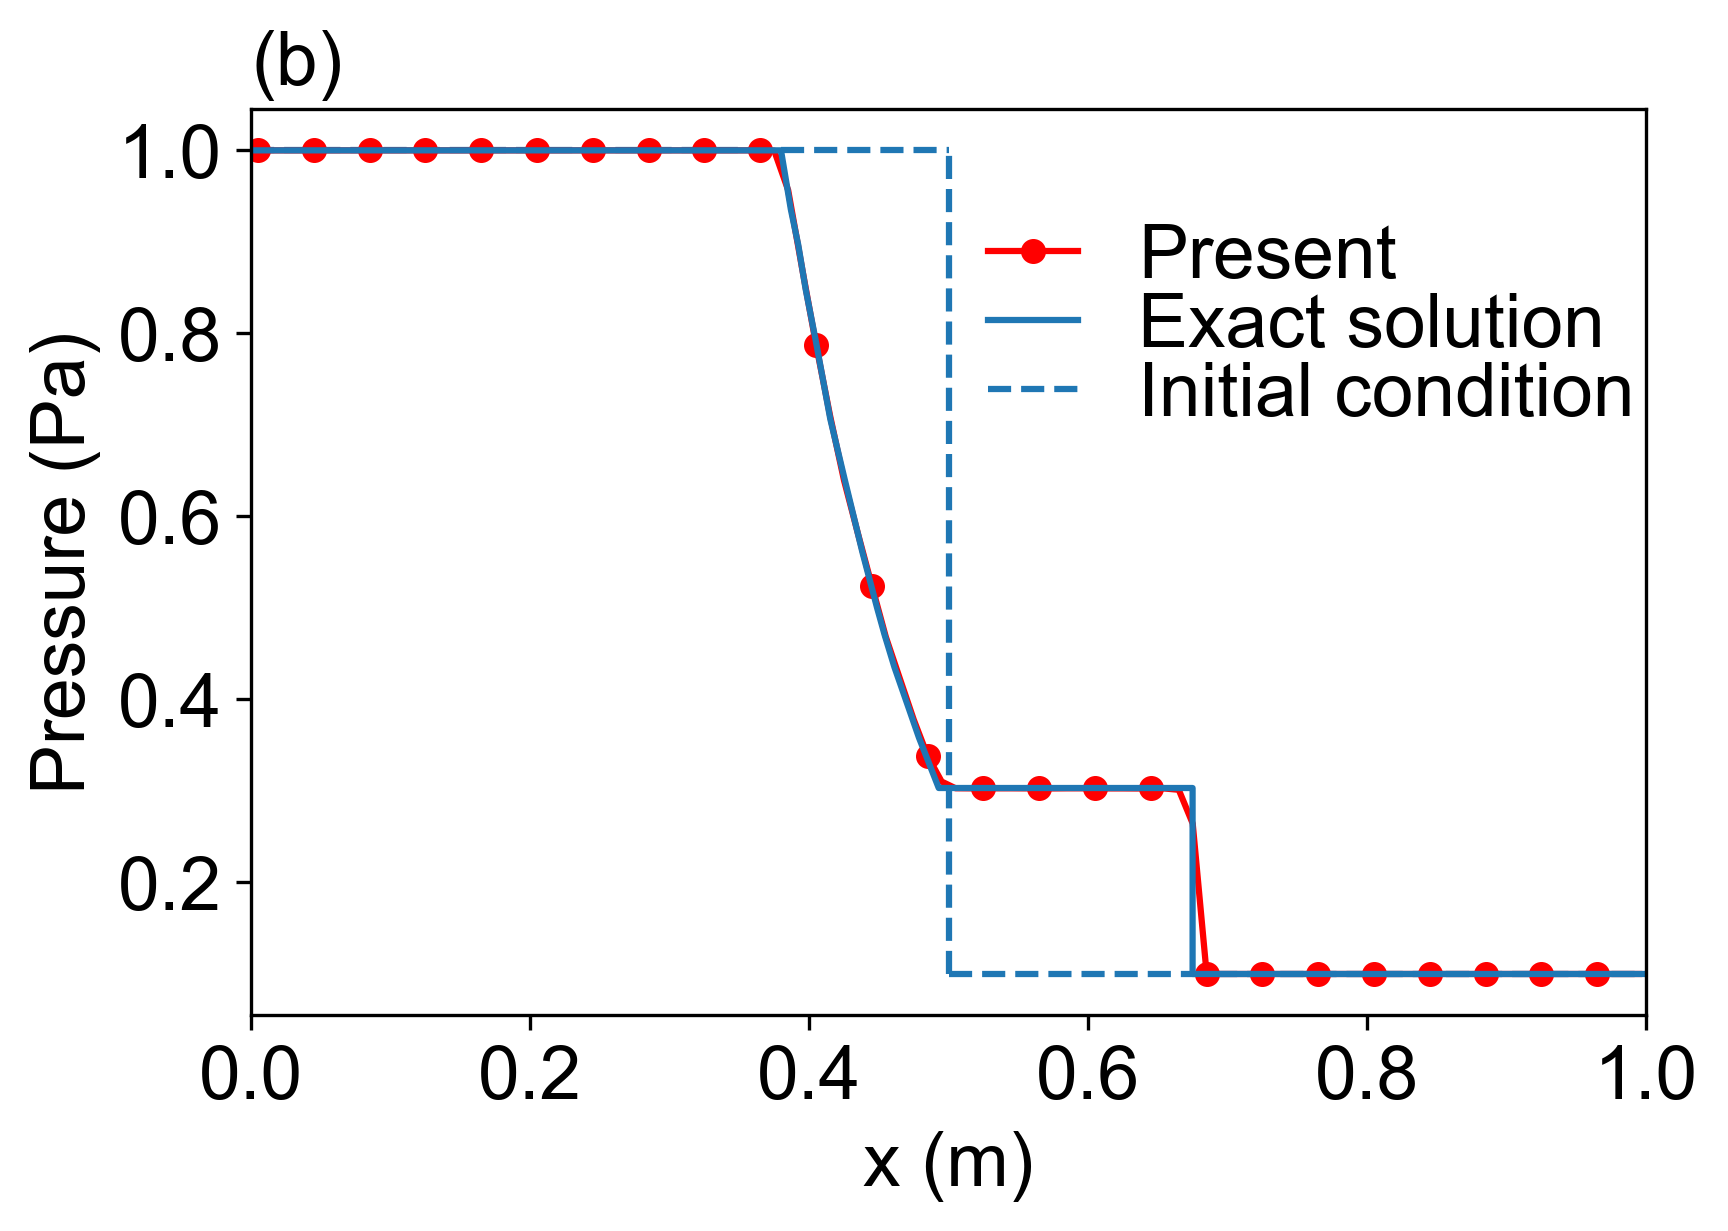 (b)
Pressure (Pa)
1.0
0.8
0.6
0.4
0.2
Present
Exact solution
Initial condition
0.0 0.2 0.4 0.6 0.8 1.0
x (m)